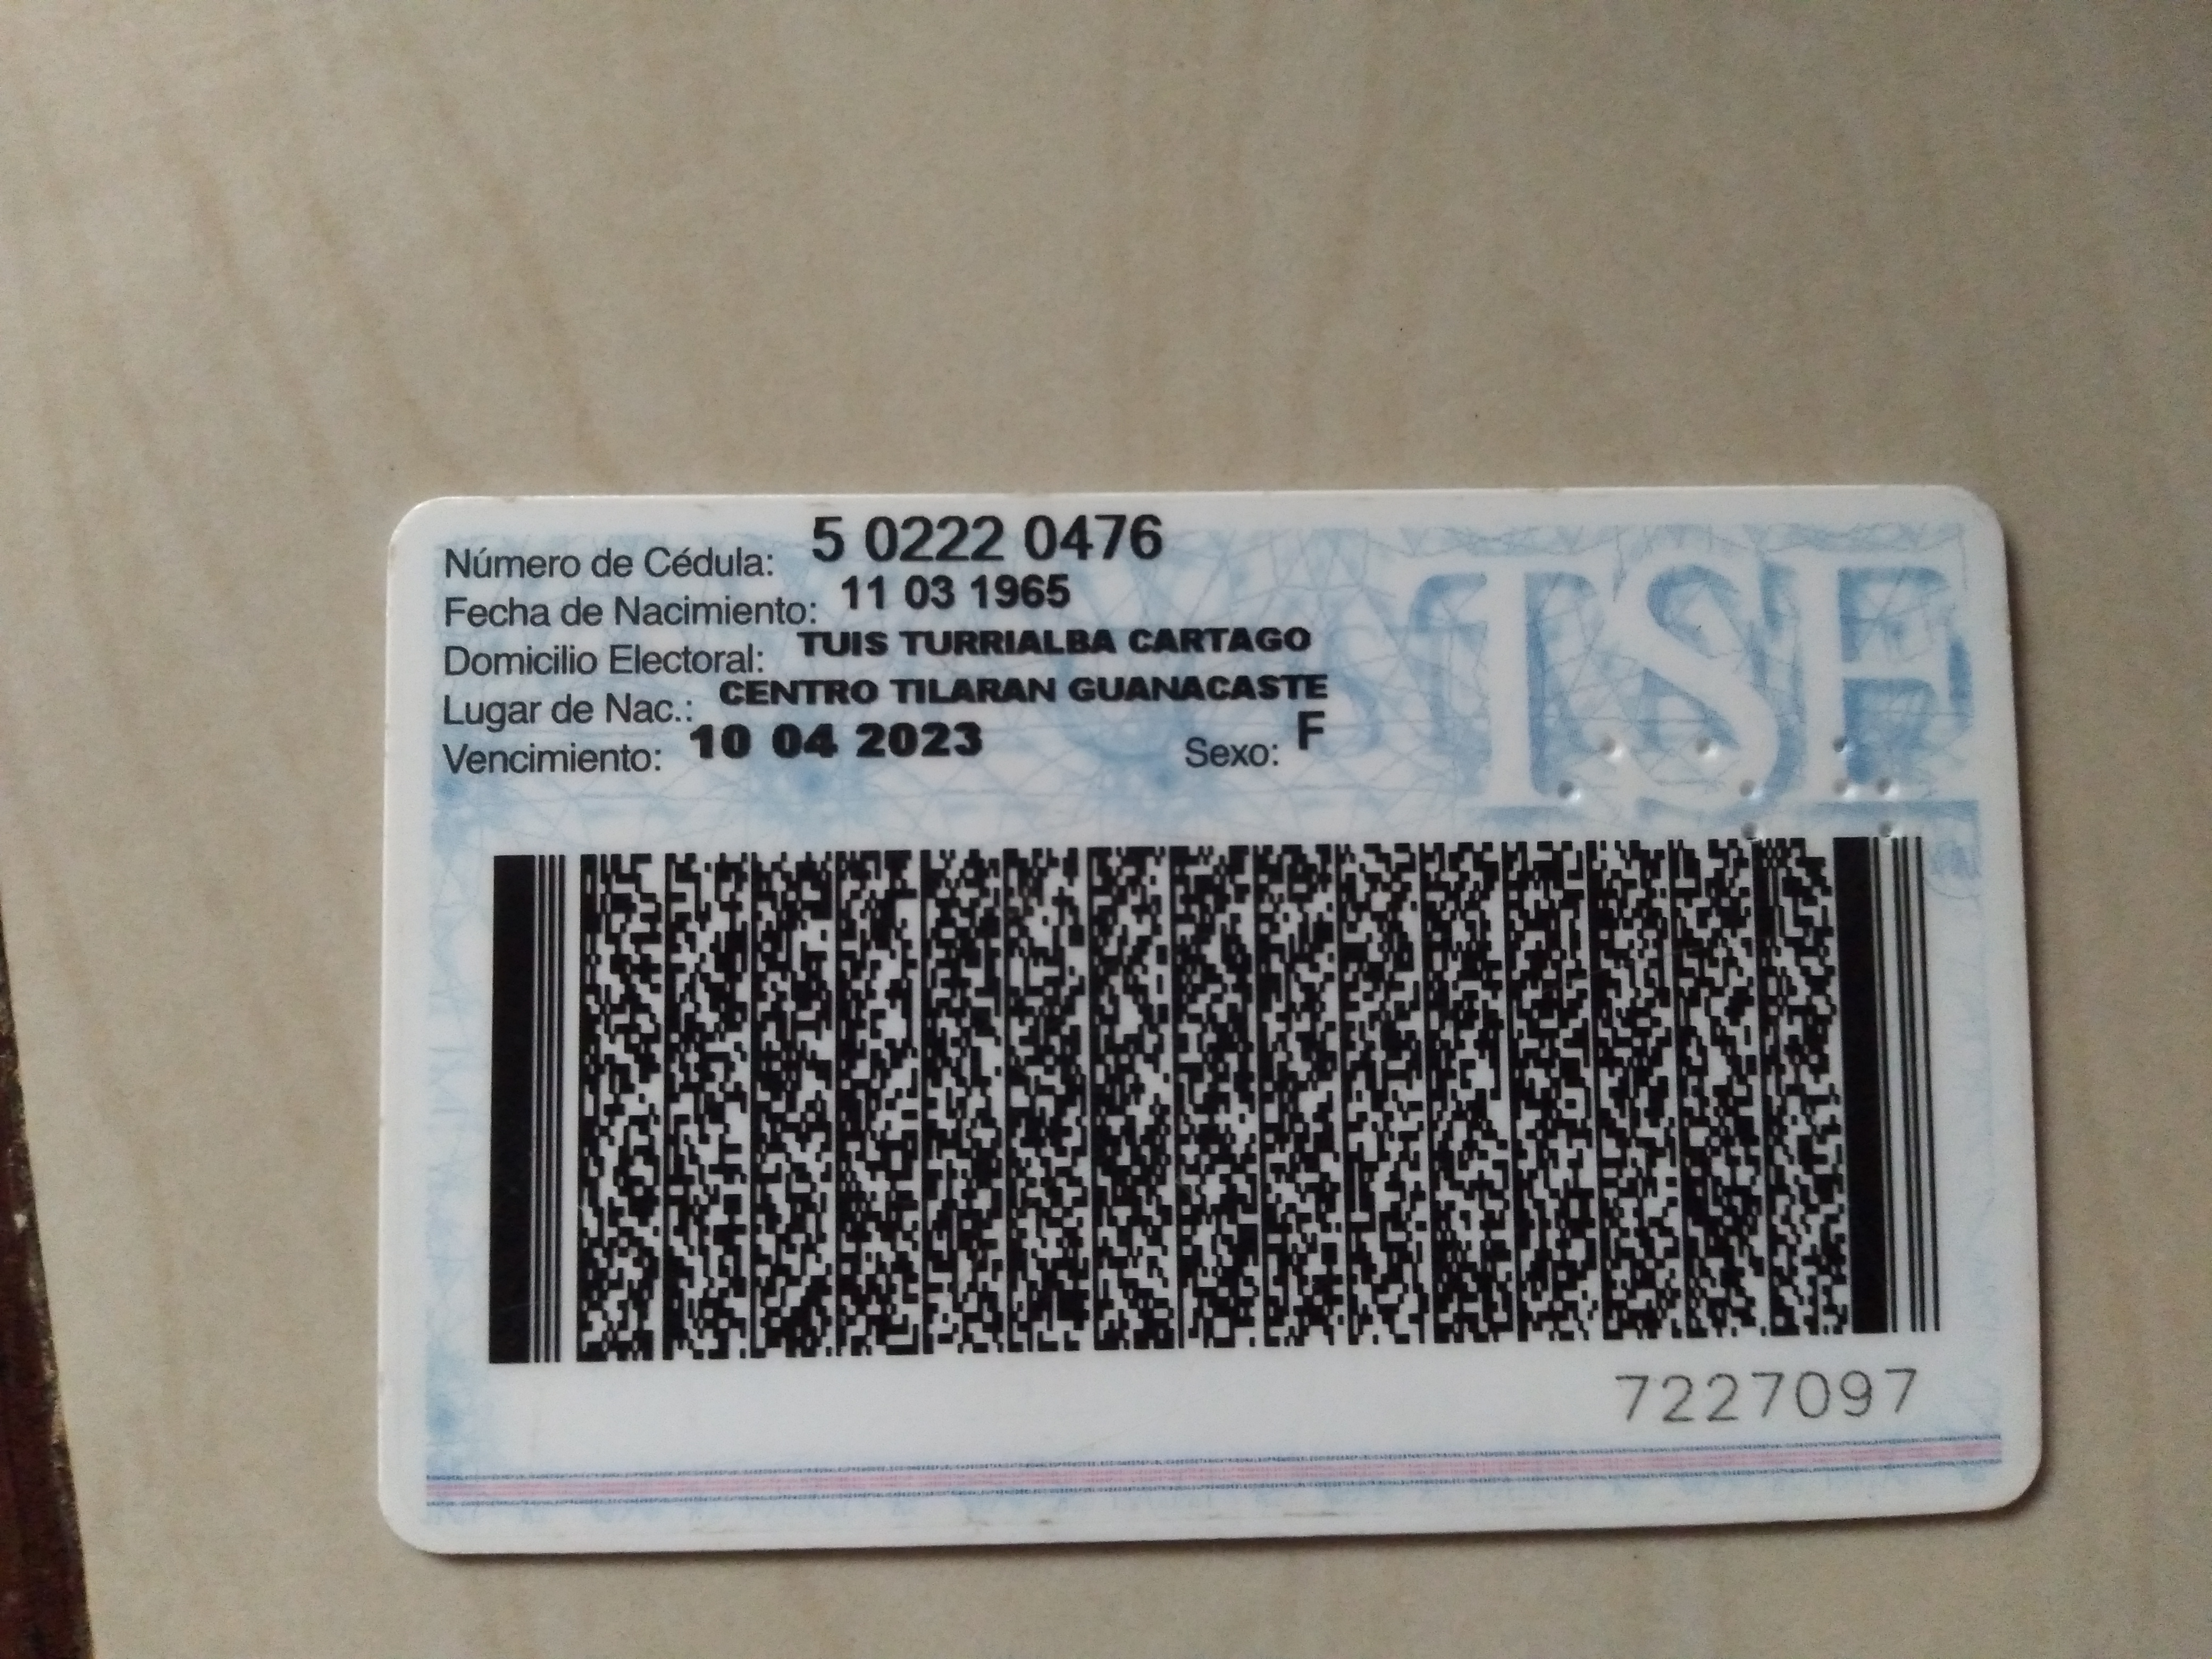 Número de Cédula: 5 0222 0476
Fecha de Nacimiento: 11 03 1965
Domicilio Electoral: TUIS TURRIALBA CARTAGO
Lugar de Nac.: CENTRO TILARAN GUANACASTE
Vencimiento: 10 04 2023 Sexo: F
TSE
7227097